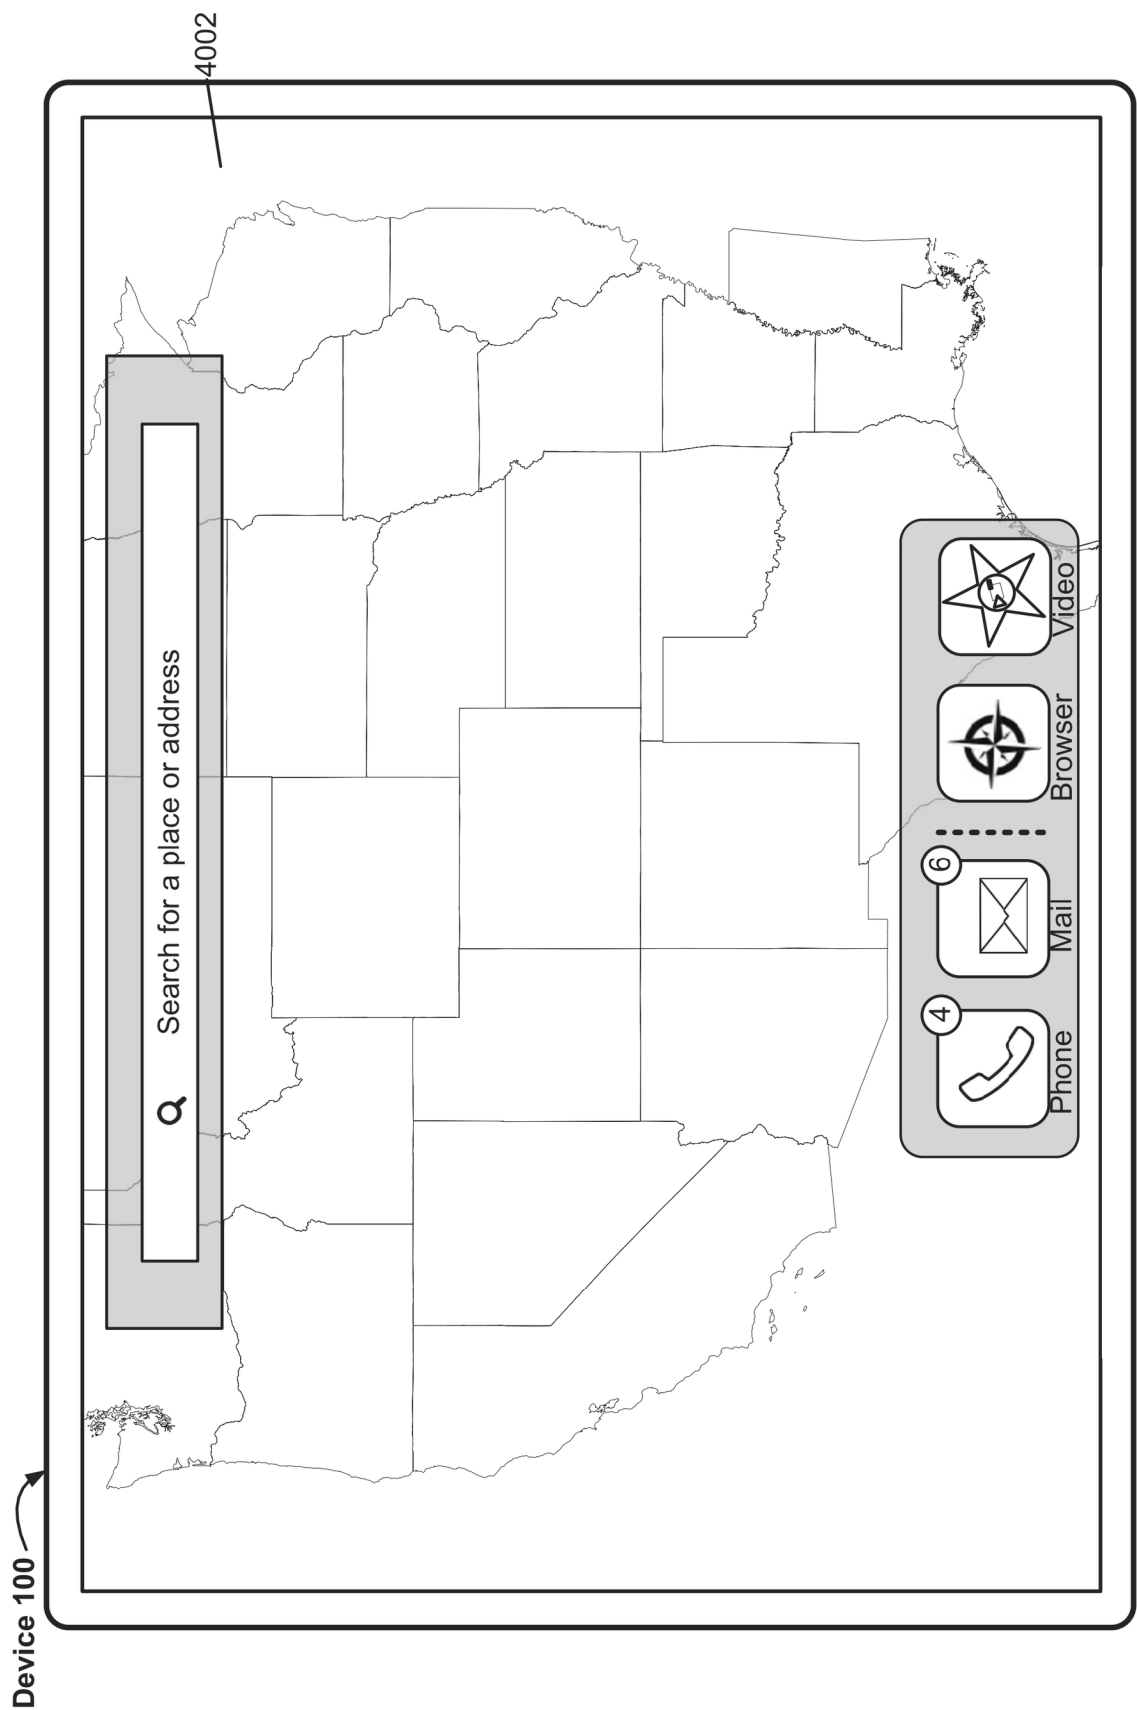 Device 100
4002
Search for a place or address
4
6
Phone
Mail
Browser
Video